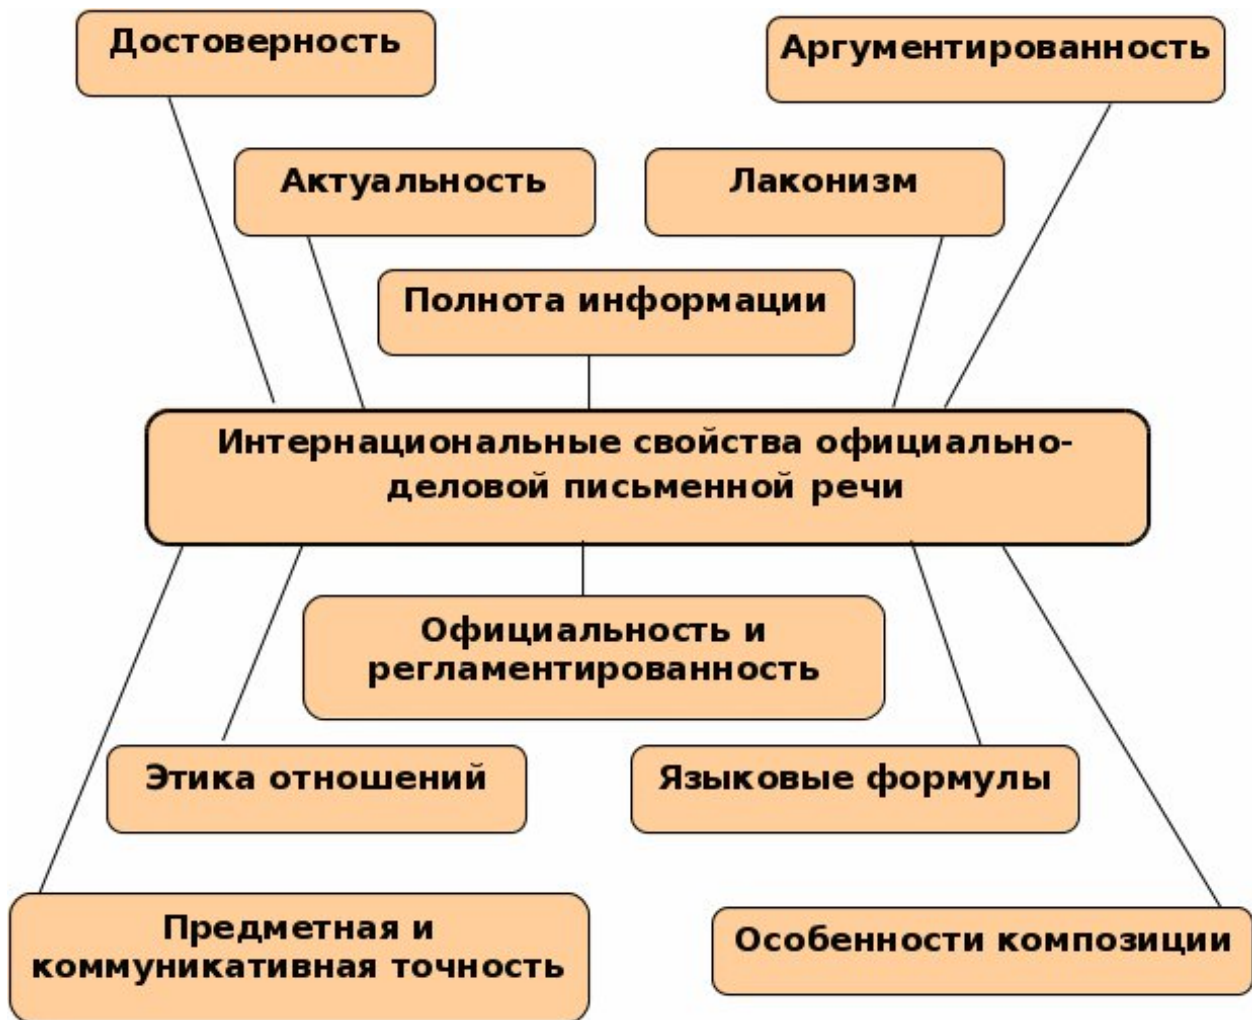 Достоверность
Аргументированность
Актуальность
Лаконизм
Полнота информации
Интернациональные свойства официально-
деловой письменной речи
Официальность и
регламентированность
Этика отношений
Языковые формулы
Предметная и
коммуникативная точность
Особенности композиции